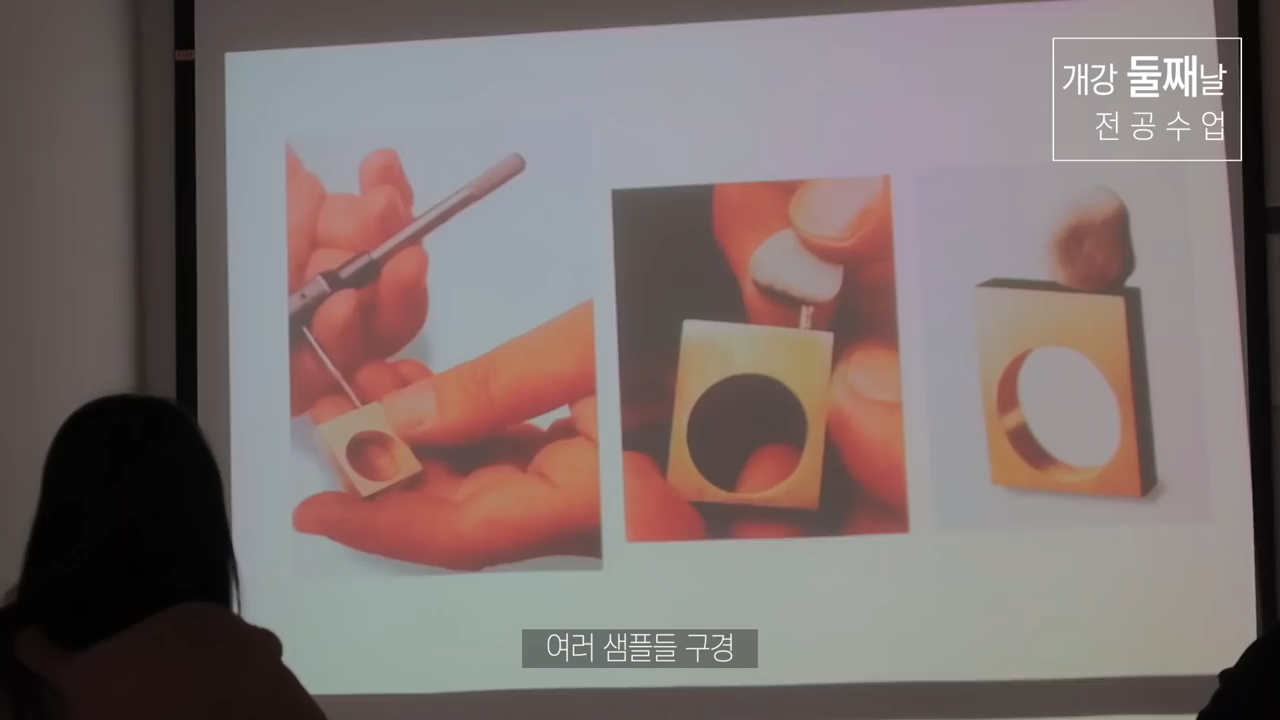 개강 둘째날
전공수업
여러 샘플들 구경